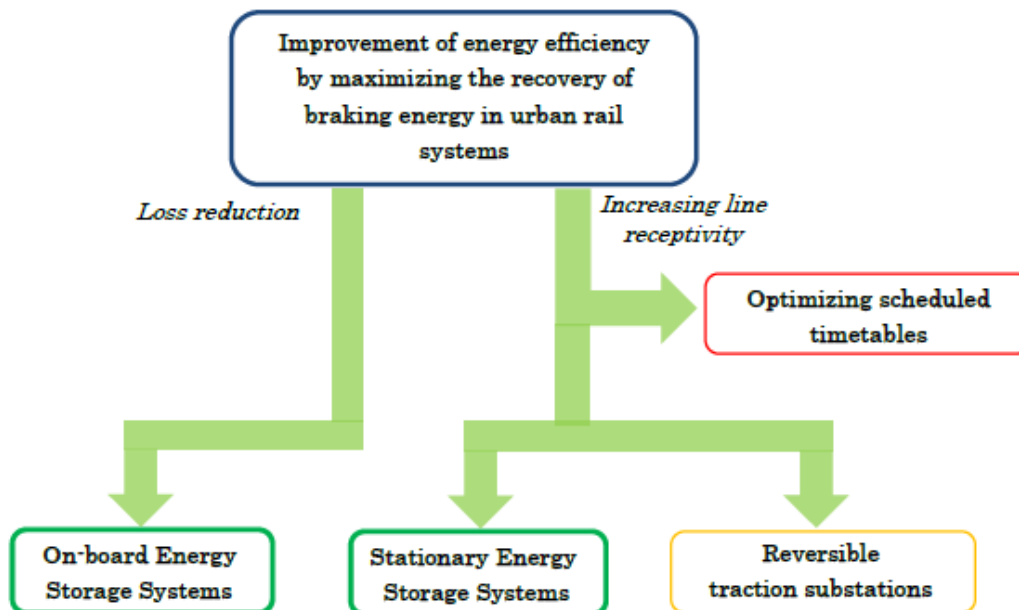 Improvement of energy efficiency
by maximizing the recovery of
braking energy in urban rail
systems
Loss reduction
Increasing line
receptivity
Optimizing scheduled
timetables
On-board Energy
Storage Systems
Stationary Energy
Storage Systems
Reversible
traction substations